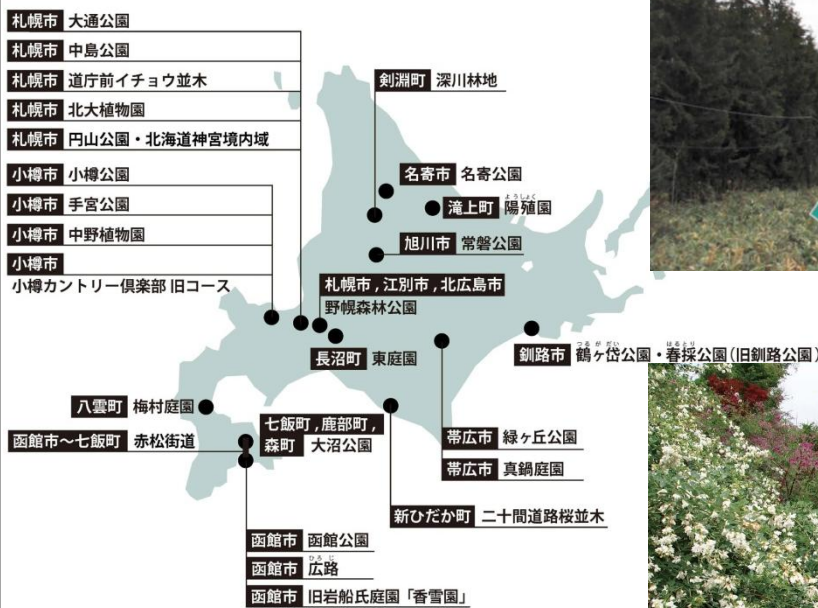 札幌市 大通公園
札幌市 中島公園
札幌市 道庁前イチョウ並木
札幌市 北大植物園
札幌市 円山公園・北海道神宮境内域
小樽市 小樽公園
小樽市 手宮公園
小樽市 中野植物園
小樽市
小樽カントリー倶楽部 旧コース
剣淵町 深川林地
名寄市 名寄公園
ようしょく
滝上町 陽殖園
旭川市 常磐公園
札幌市,江別市,北広島市
野幌森林公園
長沼町 東庭園
つるがだい はるとり
釧路市 鶴ヶ岱公園・春採公園(旧釧路公園)
八雲町 梅村庭園
函館市〜七飯町 赤松街道
七飯町,鹿部町,
森町 大沼公園
帯広市 緑ヶ丘公園
帯広市 真鍋庭園
新ひだか町 二十間道路桜並木
函館市 函館公園
ひろじ
函館市 広路
函館市 旧岩船氏庭園「香雪園」